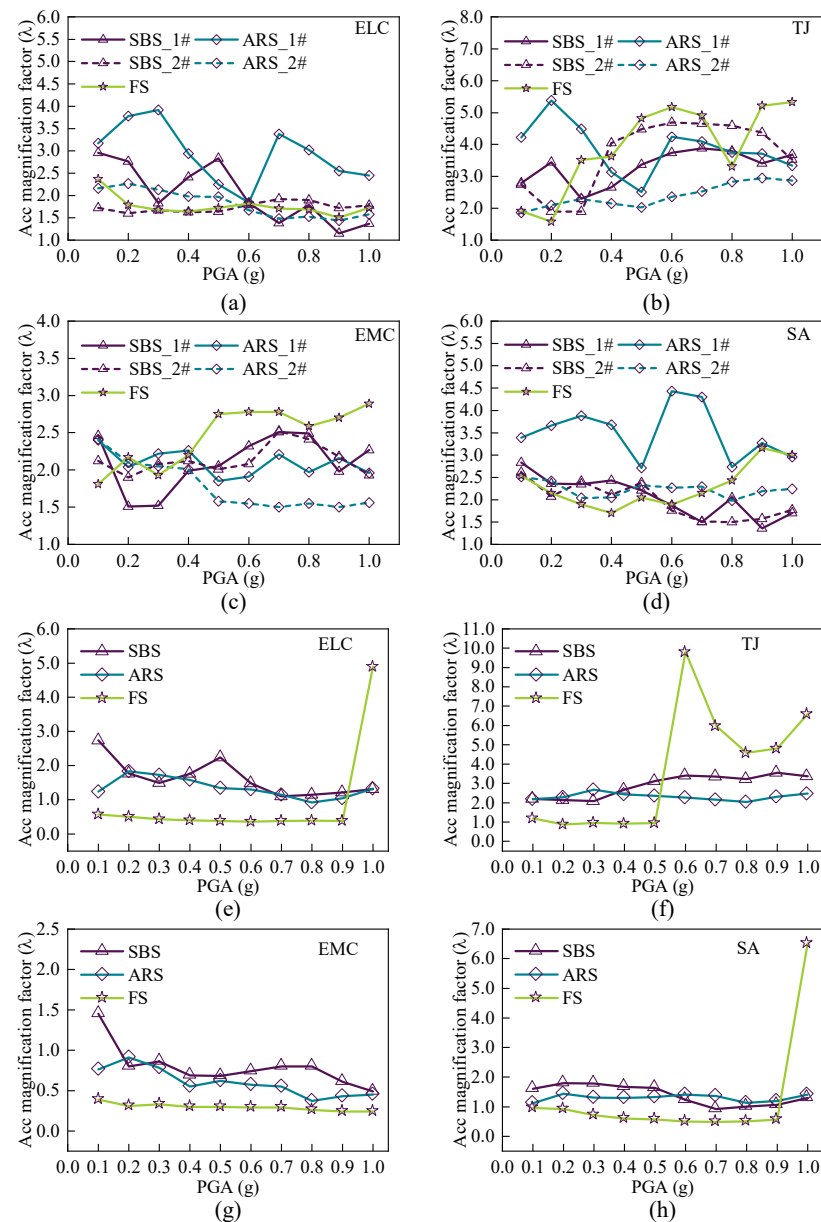 ELC
SBS_1# ARS_1#
SBS_2# ARS_2#
FS
Acc magnification factor (λ)
6.0
5.5
5.0
4.5
4.0
3.5
3.0
2.5
2.0
1.5
1.0
0.0 0.2 0.4 0.6 0.8 1.0
PGA (g)
(a)
TJ
SBS_1# ARS_1#
SBS_2# ARS_2#
FS
Acc magnification factor (λ)
8.0
7.0
6.0
5.0
4.0
3.0
2.0
1.0
0.0 0.2 0.4 0.6 0.8 1.0
PGA (g)
(b)
EMC
SBS_1# ARS_1#
SBS_2# ARS_2#
FS
Acc magnification factor (λ)
4.0
3.5
3.0
2.5
2.0
1.5
1.0
0.0 0.2 0.4 0.6 0.8 1.0
PGA (g)
(c)
SA
SBS_1# ARS_1#
SBS_2# ARS_2#
FS
Acc magnification factor (λ)
6.0
5.5
5.0
4.5
4.0
3.5
3.0
2.5
2.0
1.5
1.0
0.0 0.2 0.4 0.6 0.8 1.0
PGA (g)
(d)
ELC
SBS
ARS
FS
Acc magnification factor (λ)
6.0
5.0
4.0
3.0
2.0
1.0
0.0
0.0 0.1 0.2 0.3 0.4 0.5 0.6 0.7 0.8 0.9 1.0
PGA (g)
(e)
TJ
SBS
ARS
FS
Acc magnification factor (λ)
11.0
10.0
9.0
8.0
7.0
6.0
5.0
4.0
3.0
2.0
1.0
0.0
0.0 0.1 0.2 0.3 0.4 0.5 0.6 0.7 0.8 0.9 1.0
PGA (g)
(f)
EMC
SBS
ARS
FS
Acc magnification factor (λ)
2.5
2.0
1.5
1.0
0.5
0.0
0.0 0.1 0.2 0.3 0.4 0.5 0.6 0.7 0.8 0.9 1.0
PGA (g)
(g)
SA
SBS
ARS
FS
Acc magnification factor (λ)
7.0
6.0
5.0
4.0
3.0
2.0
1.0
0.0
0.0 0.1 0.2 0.3 0.4 0.5 0.6 0.7 0.8 0.9 1.0
PGA (g)
(h)